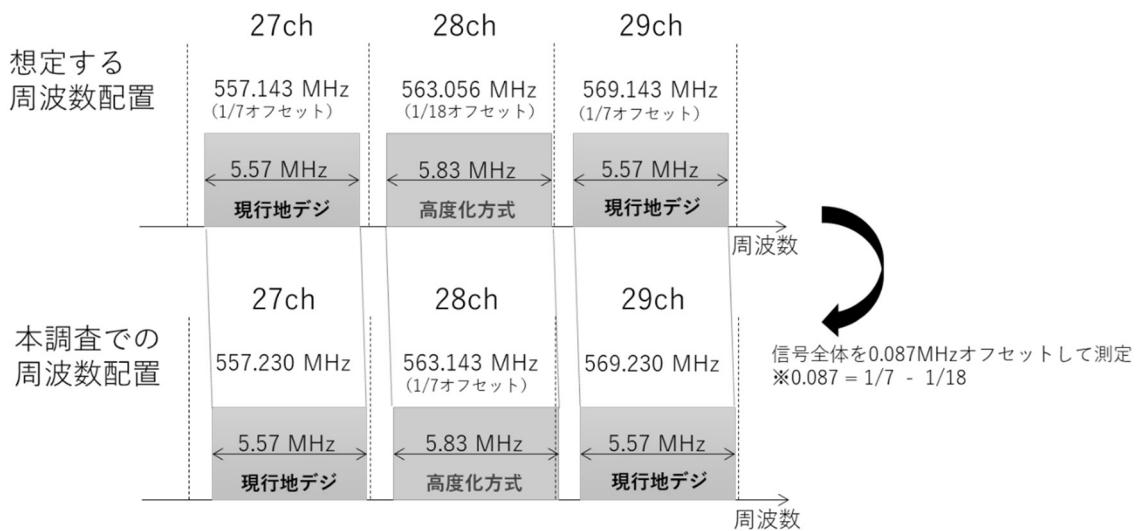 27ch
28ch
29ch
想定する
周波数配置
557.143 MHz
(1/7オフセット)
563.056 MHz
(1/18オフセット)
569.143 MHz
(1/7オフセット)
5.57 MHz
5.83 MHz
5.57 MHz
現行地デジ
高度化方式
現行地デジ
周波数
27ch
28ch
29ch
本調査での
周波数配置
557.230 MHz
563.143 MHz
(1/7オフセット)
569.230 MHz
信号全体を0.087MHzオフセットして測定
※0.087 = 1/7 - 1/18
5.57 MHz
5.83 MHz
5.57 MHz
現行地デジ
高度化方式
現行地デジ
周波数